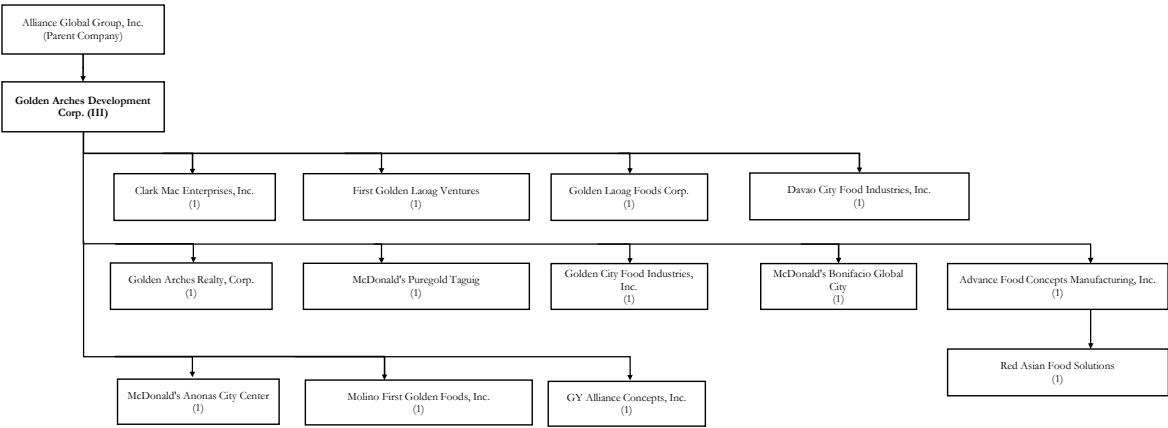 Alliance Global Group, Inc.
(Parent Company)
Golden Arches Development
Corp. (III)
Clark Mac Enterprises, Inc.
(1)
First Golden Laoag Ventures
(1)
Golden Laoag Foods Corp.
(1)
Davao City Food Industries, Inc.
(1)
Golden Arches Realty, Corp.
(1)
McDonald's Puregold Taguig
(1)
Golden City Food Industries,
Inc.
(1)
McDonald's Bonifacio Global
City
(1)
Advance Food Concepts Manufacturing, Inc.
(1)
Red Asian Food Solutions
(1)
McDonald's Anonas City Center
(1)
Molino First Golden Foods, Inc.
(1)
GY Alliance Concepts, Inc.
(1)